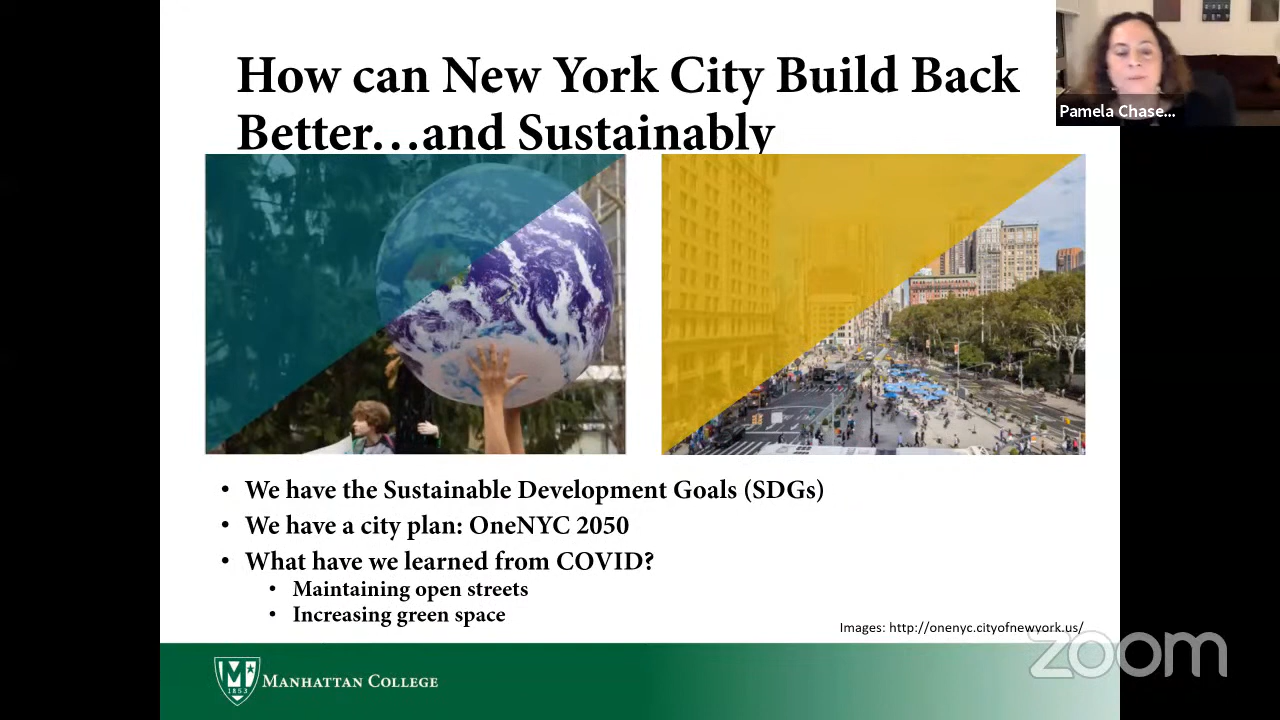 How can New York City Build Back
Better…and Sustainably
Pamela Chase...
• We have the Sustainable Development Goals (SDGs)
• We have a city plan: OneNYC 2050
• What have we learned from COVID?
• Maintaining open streets
• Increasing green space
Images: http://onenyc.cityofnewyork.us/
zoom
M
1853
MANHATTAN COLLEGE